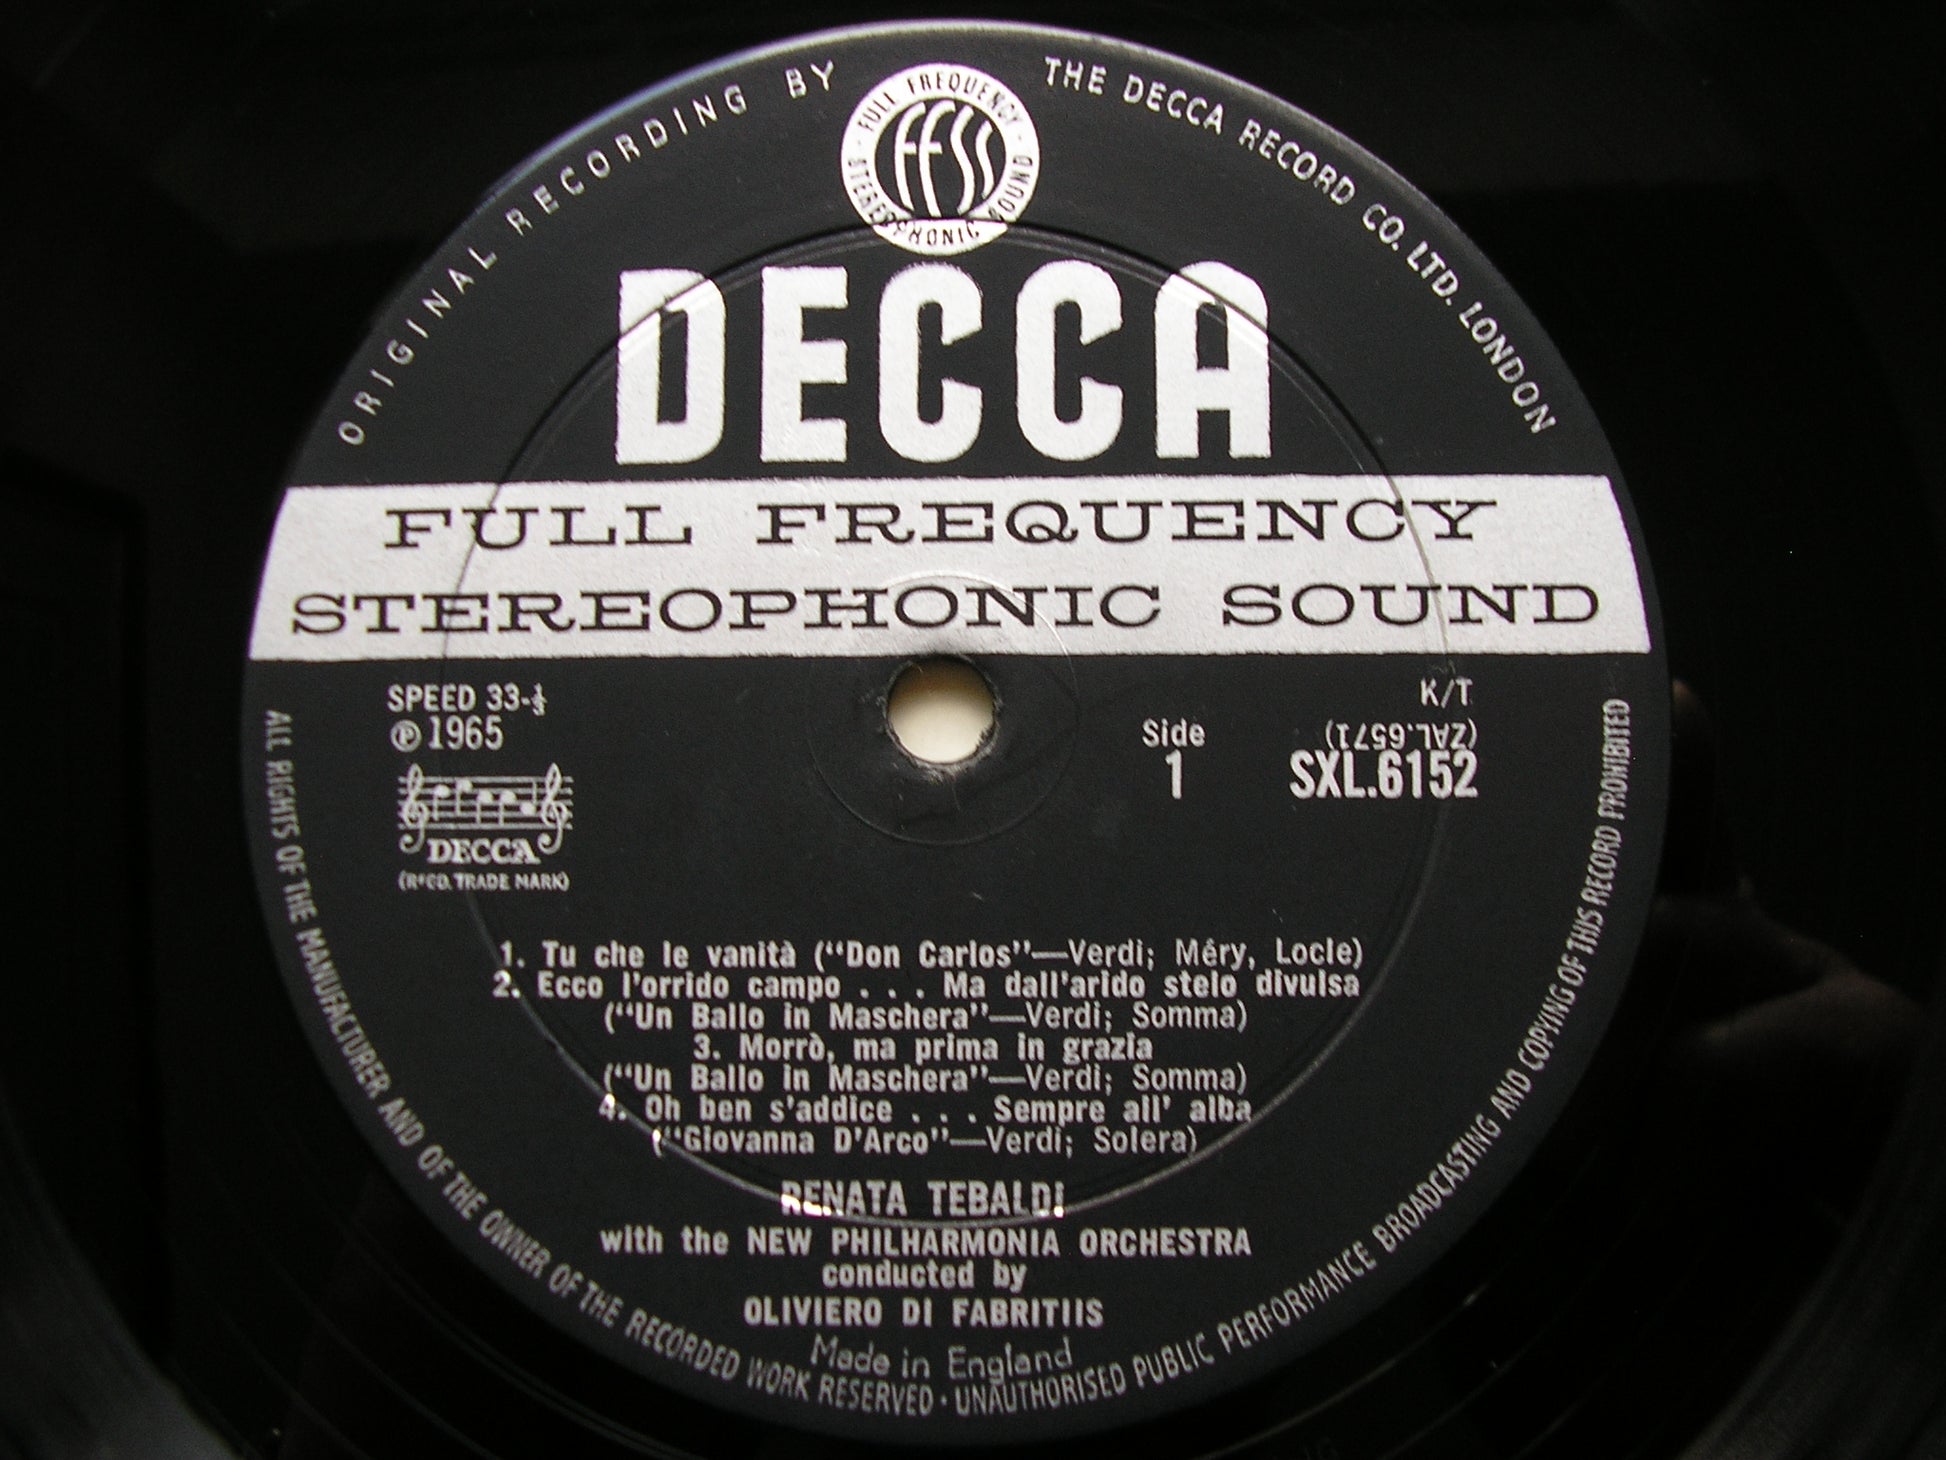 ORIGINAL RECORDING BY THE DECCA RECORD CO. LTD. LONDON
FULL FREQUENCY STEREOPHONIC SOUND
FFSS
DECCA
FULL FREQUENCY
STEREOPHONIC SOUND
SPEED 33-⅓
℗ 1965
DECCA
(REGD. TRADE MARK)
K/T
(ZAL.6571)
Side
1
SXL.6152
1. Tu che le vanità ("Don Carlos"—Verdi; Méry, Locle)
2. Ecco l'orrido campo . . . Ma dall'arido stelo divulsa
("Un Ballo in Maschera"—Verdi; Somma)
3. Morrò, ma prima in grazia
("Un Ballo in Maschera"—Verdi; Somma)
4. Oh ben s'addice . . . Sempre all' alba
("Giovanna D'Arco"—Verdi; Solera)
RENATA TEBALDI
with the NEW PHILHARMONIA ORCHESTRA
conducted by
OLIVIERO DI FABRITIIS
Made in England
ALL RIGHTS OF THE MANUFACTURER AND OF THE OWNER OF THE RECORDED WORK RESERVED · UNAUTHORISED PUBLIC PERFORMANCE BROADCASTING AND COPYING OF THIS RECORD PROHIBITED